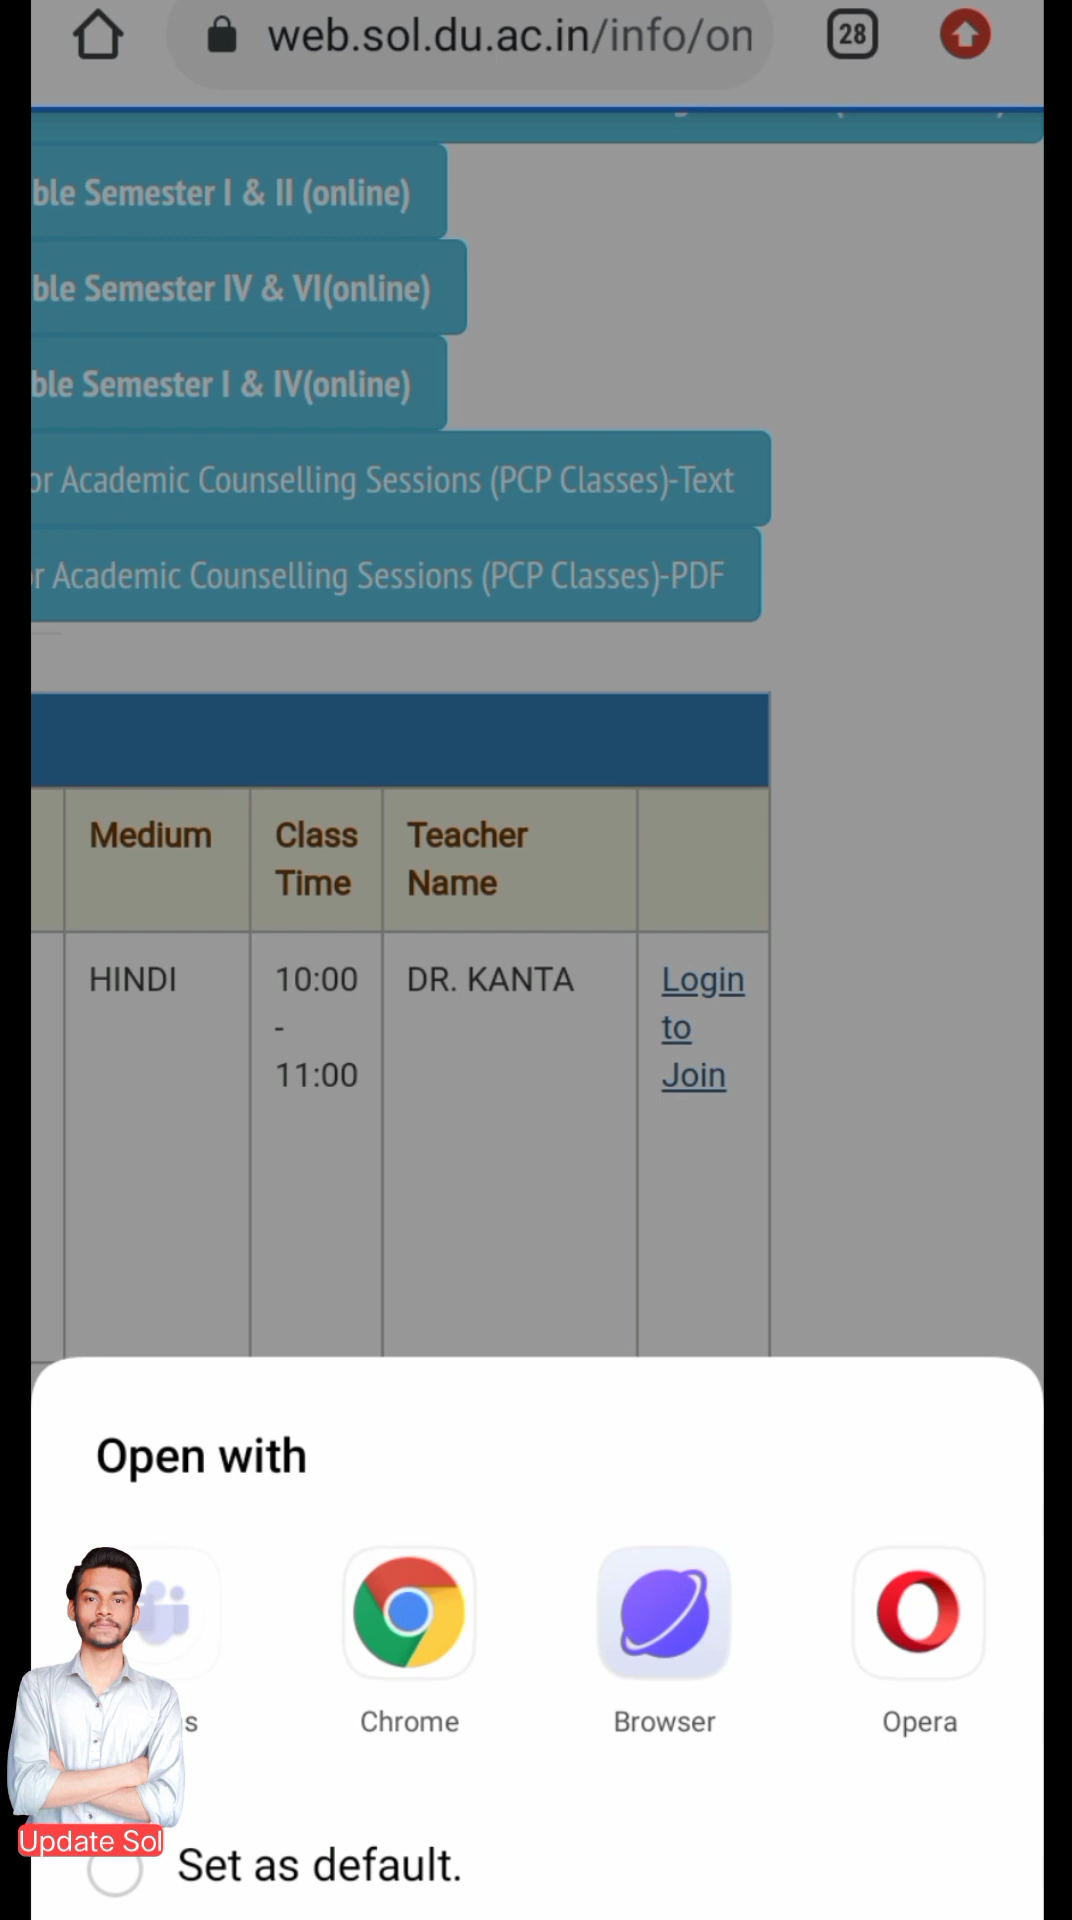 web.sol.du.ac.in/info/on
28
ble Semester I & II (online)
ble Semester IV & VI(online)
ble Semester I & IV(online)
or Academic Counselling Sessions (PCP Classes)-Text
or Academic Counselling Sessions (PCP Classes)-PDF
Medium
Class
Time
Teacher
Name
HINDI
10:00
-
11:00
DR. KANTA
Login
to
Join
Open with
s
Chrome
Browser
Opera
Update Sol
Set as default.